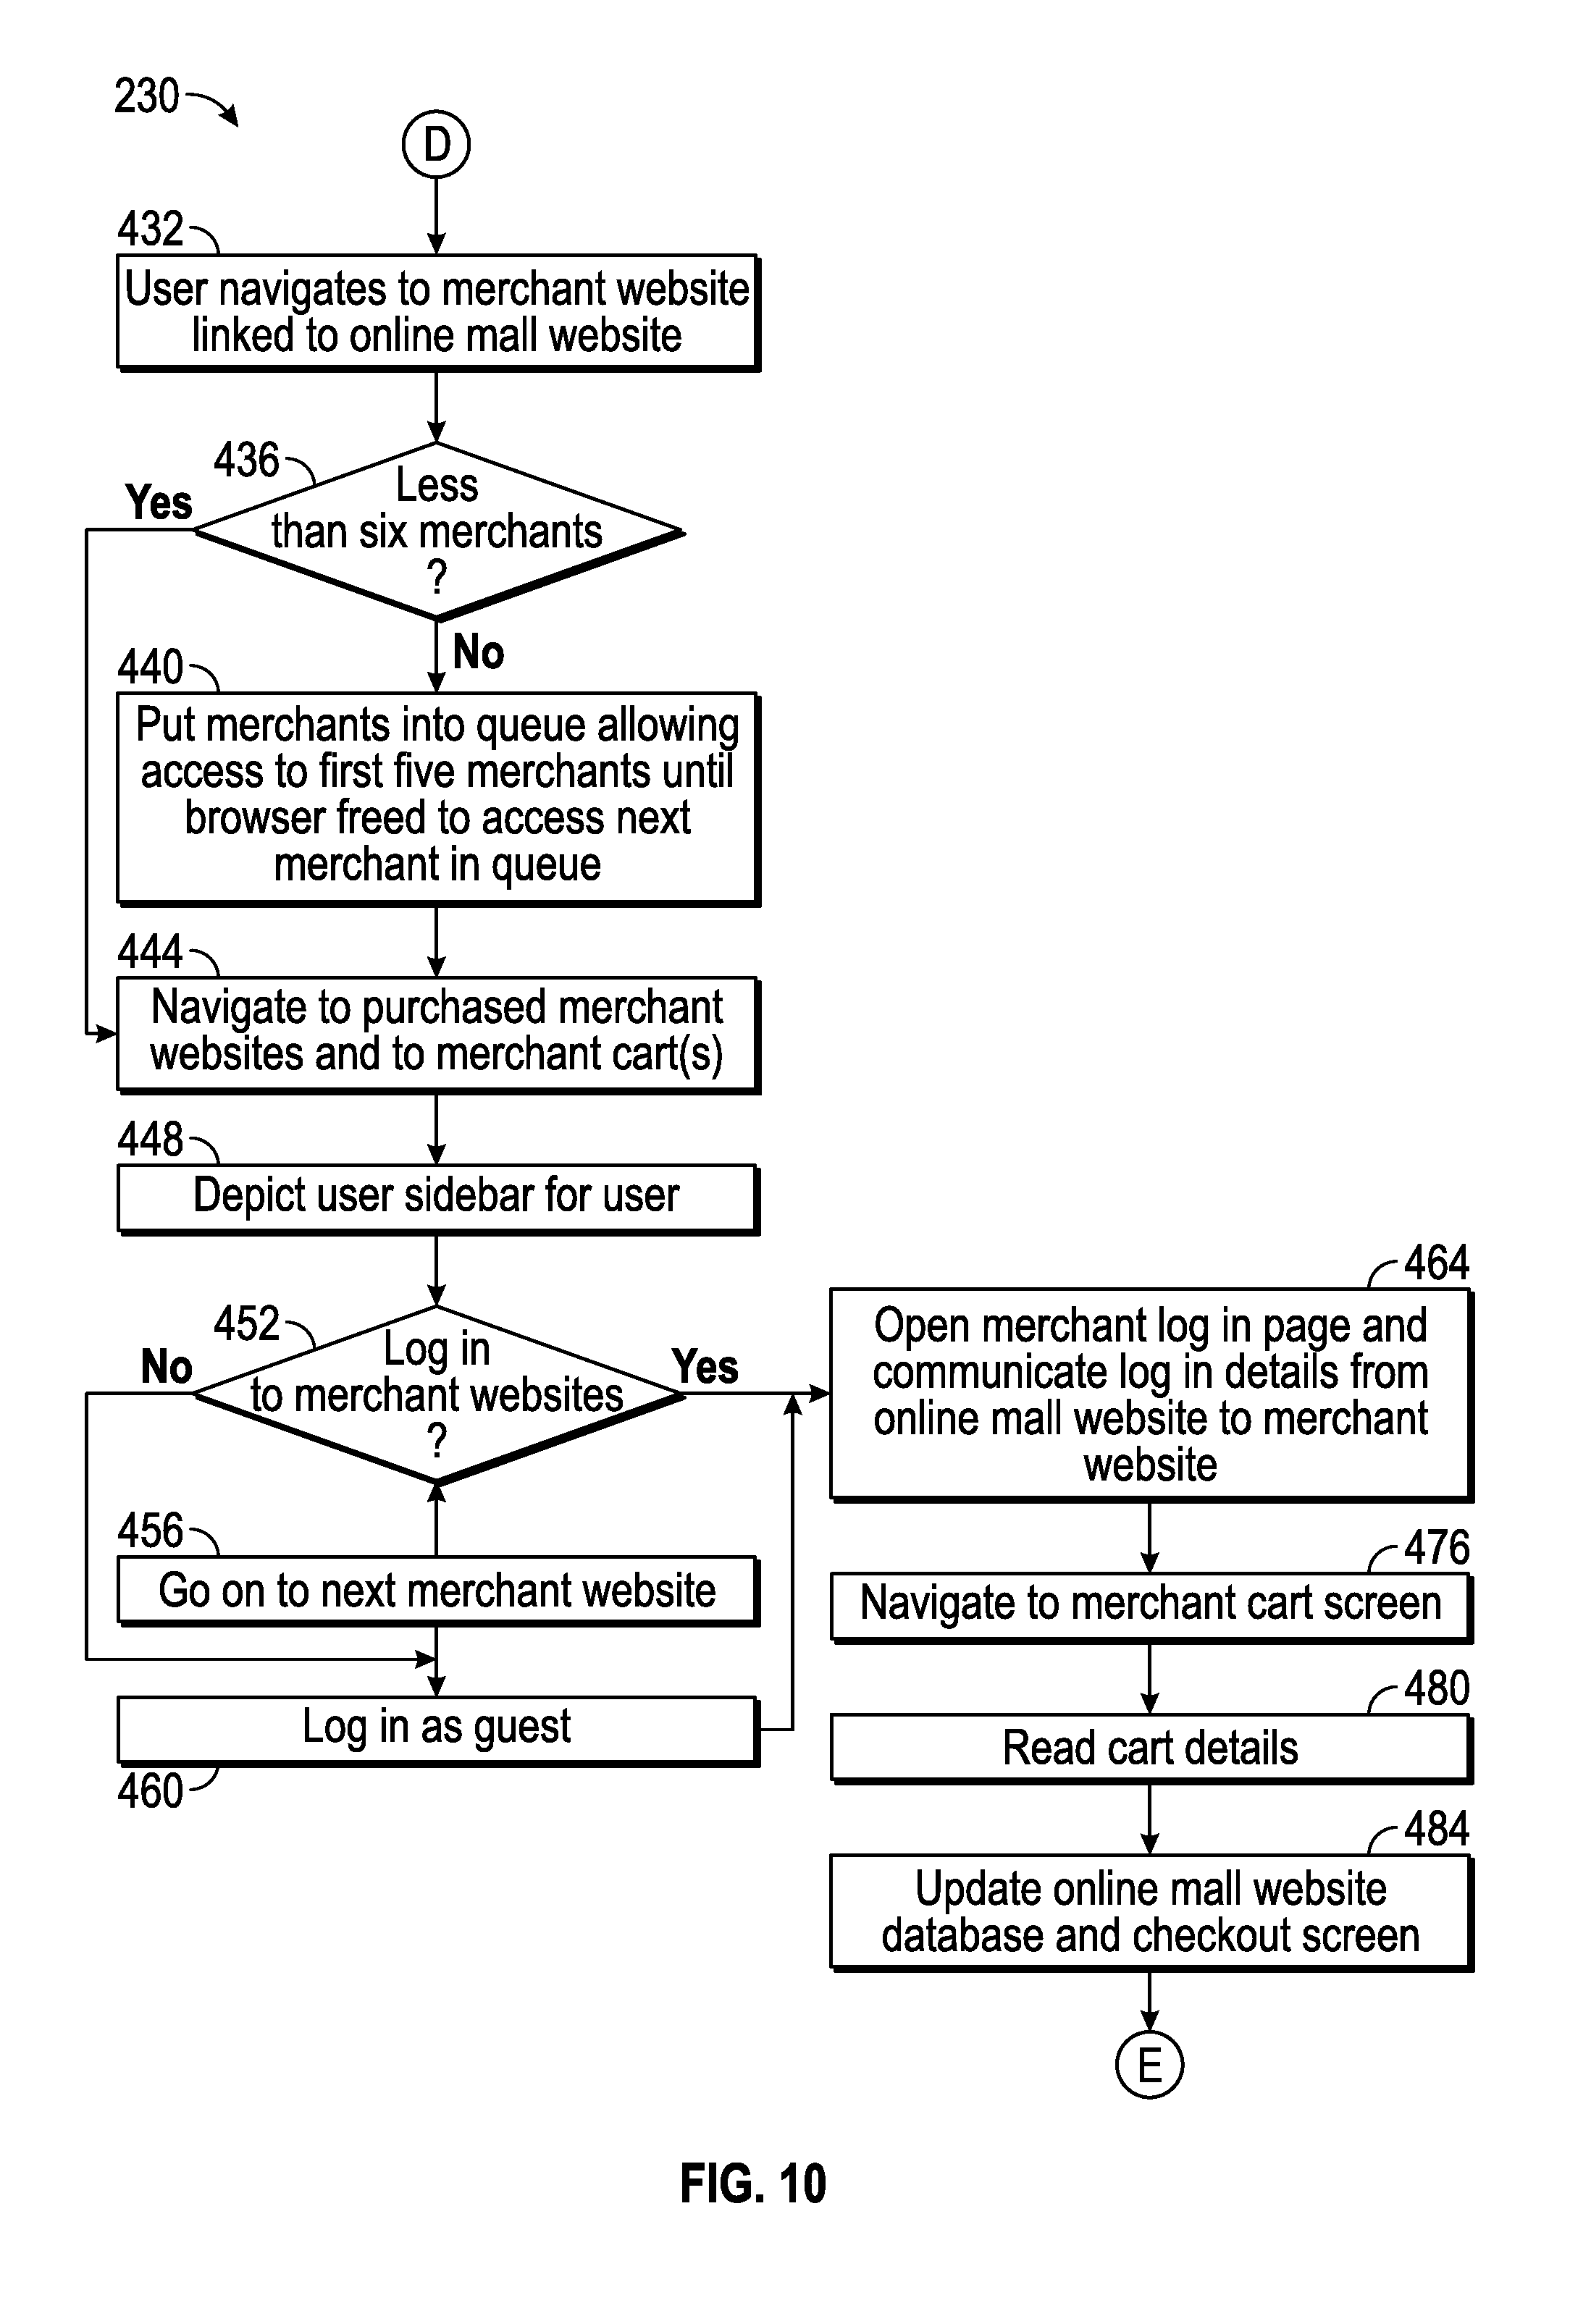 230
D
432
User navigates to merchant website
linked to online mall website
436
Yes
Less
than six merchants
?
No
440
Put merchants into queue allowing
access to first five merchants until
browser freed to access next
merchant in queue
444
Navigate to purchased merchant
websites and to merchant cart(s)
448
Depict user sidebar for user
452
No
Log in
to merchant websites
?
Yes
456
Go on to next merchant website
Log in as guest
460
464
Open merchant log in page and
communicate log in details from
online mall website to merchant
website
476
Navigate to merchant cart screen
480
Read cart details
484
Update online mall website
database and checkout screen
E
FIG. 10